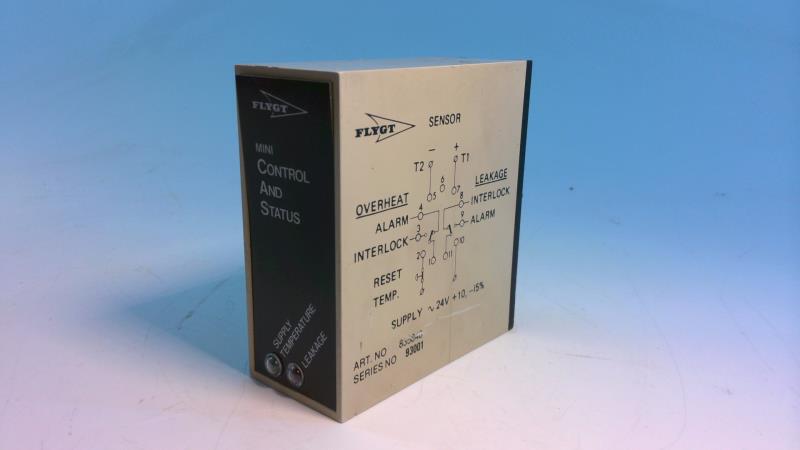 FLYGT
MINI
CONTROL
AND
STATUS
SUPPLY
TEMPERATURE
LEAKAGE
FLYGT SENSOR
− +
T2 T1
6
5 7
OVERHEAT LEAKAGE
4 8 INTERLOCK
ALARM 9 ALARM
3
INTERLOCK
2 10
1 11
RESET
TEMP.
SUPPLY ~ 24V +10, -15%
ART. NO
SERIES NO 93001